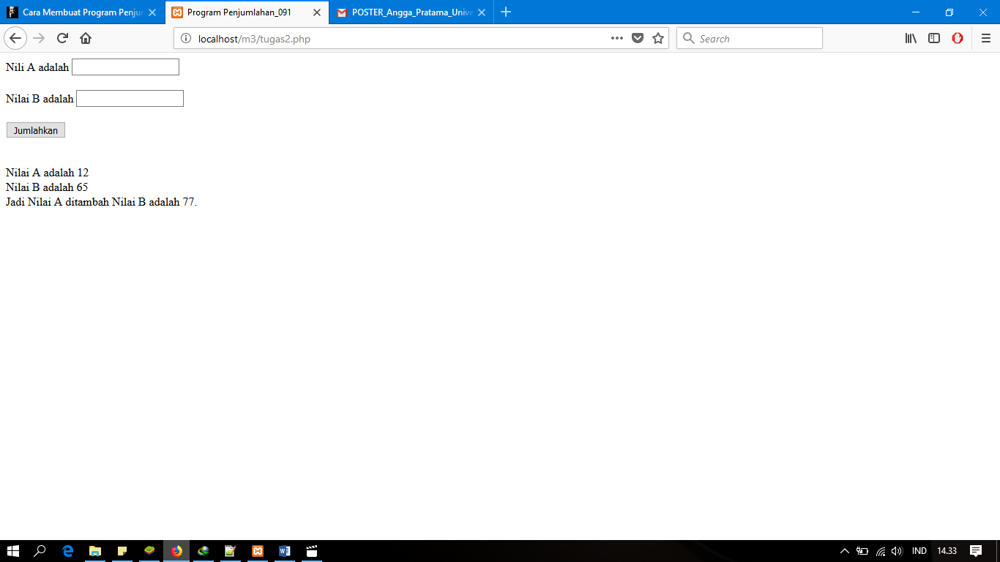 Cara Membuat Program Penjur
Program Penjumlahan_091
POSTER_Angga_Pratama_Unive
localhost/m3/tugas2.php
Search
Nili A adalah
Nilai B adalah
Jumlahkan
Nilai A adalah 12
Nilai B adalah 65
Jadi Nilai A ditambah Nilai B adalah 77.
IND
14.33